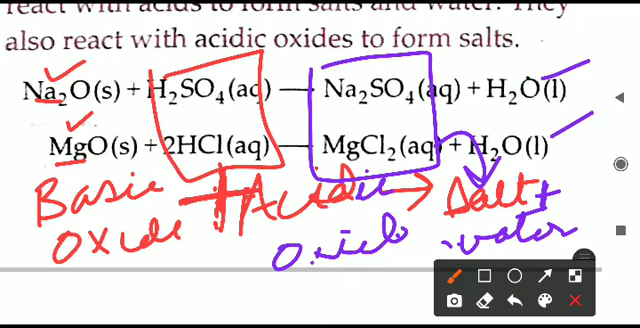 react with acids to form salts and water. They
also react with acidic oxides to form salts.
Na₂O(s) + H₂SO₄(aq) — Na₂SO₄(aq) + H₂O(l)
MgO(s) + 2HCl(aq) — MgCl₂(aq) + H₂O(l)
Basic + Acidic → Salt +
Oxide Oxide water